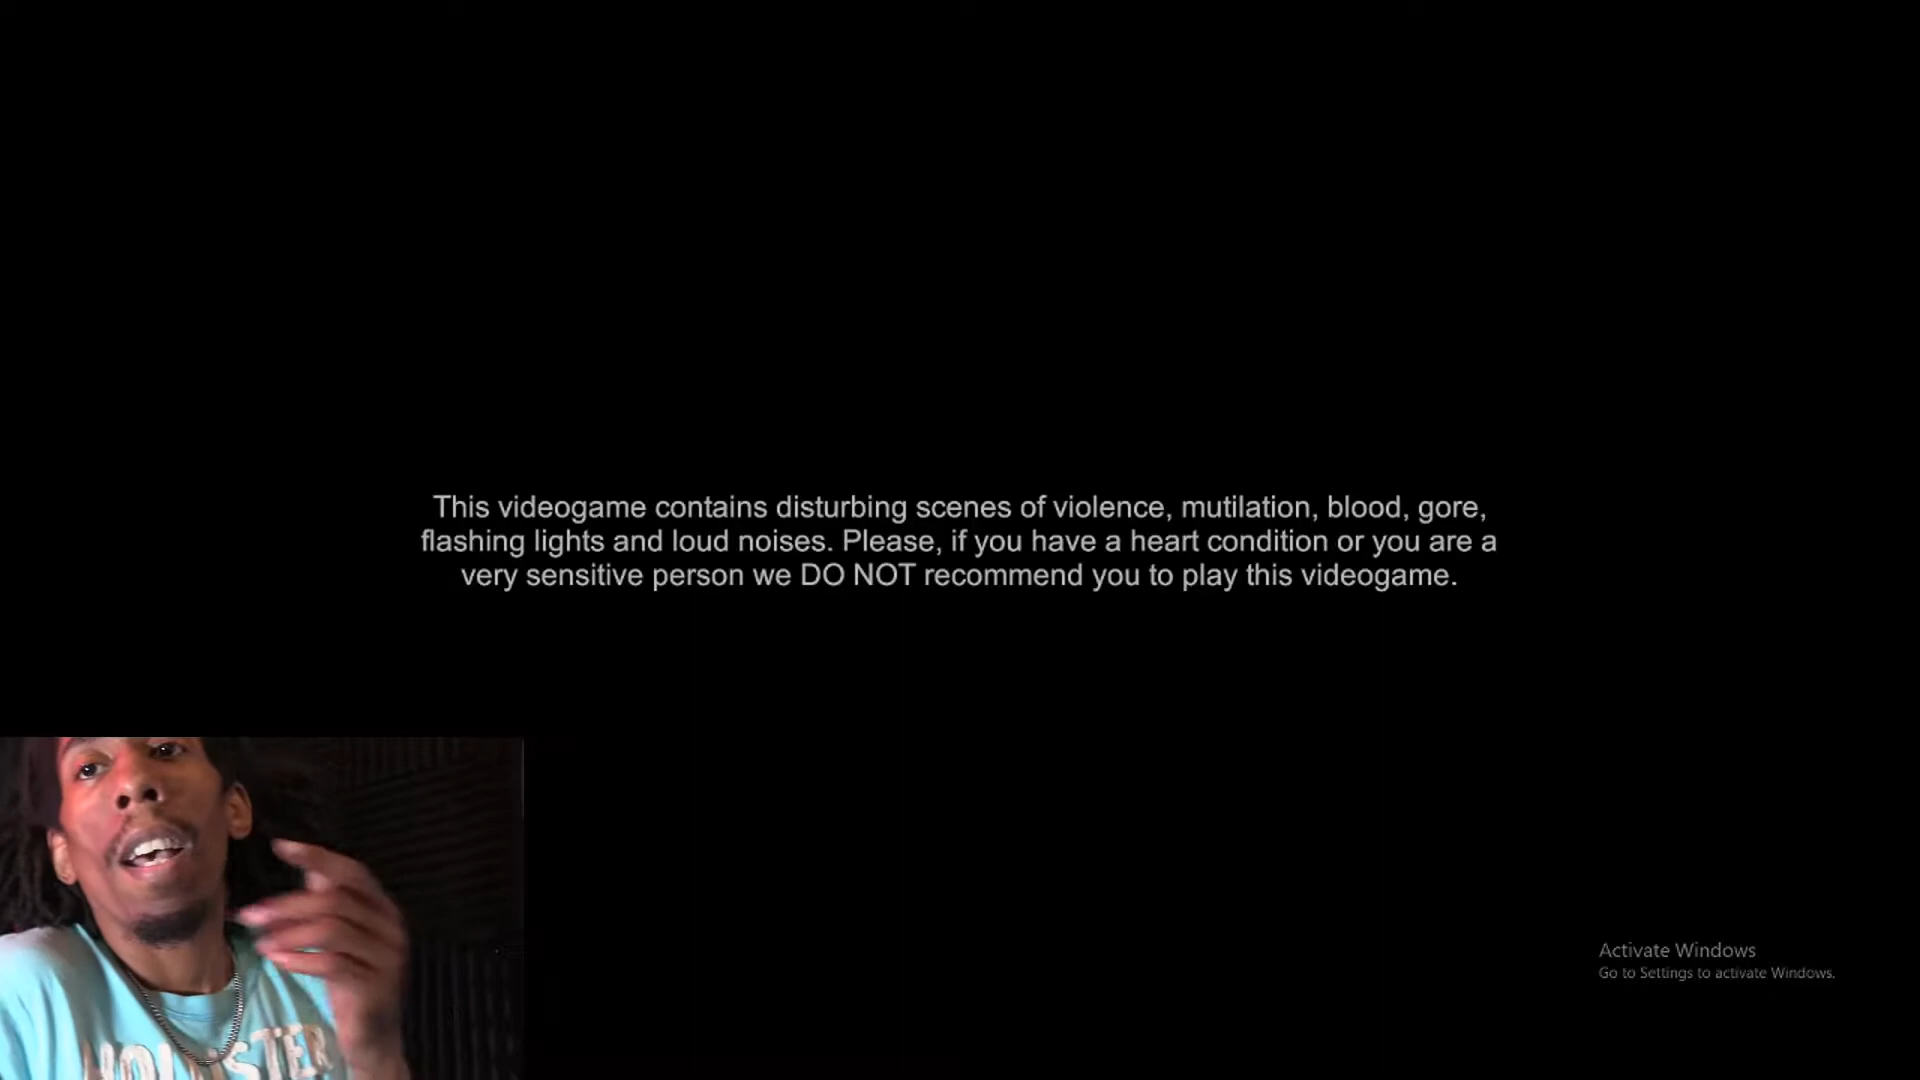 This videogame contains disturbing scenes of violence, mutilation, blood, gore,
flashing lights and loud noises. Please, if you have a heart condition or you are a
very sensitive person we DO NOT recommend you to play this videogame.
Activate Windows
Go to Settings to activate Windows.
HOLLISTER